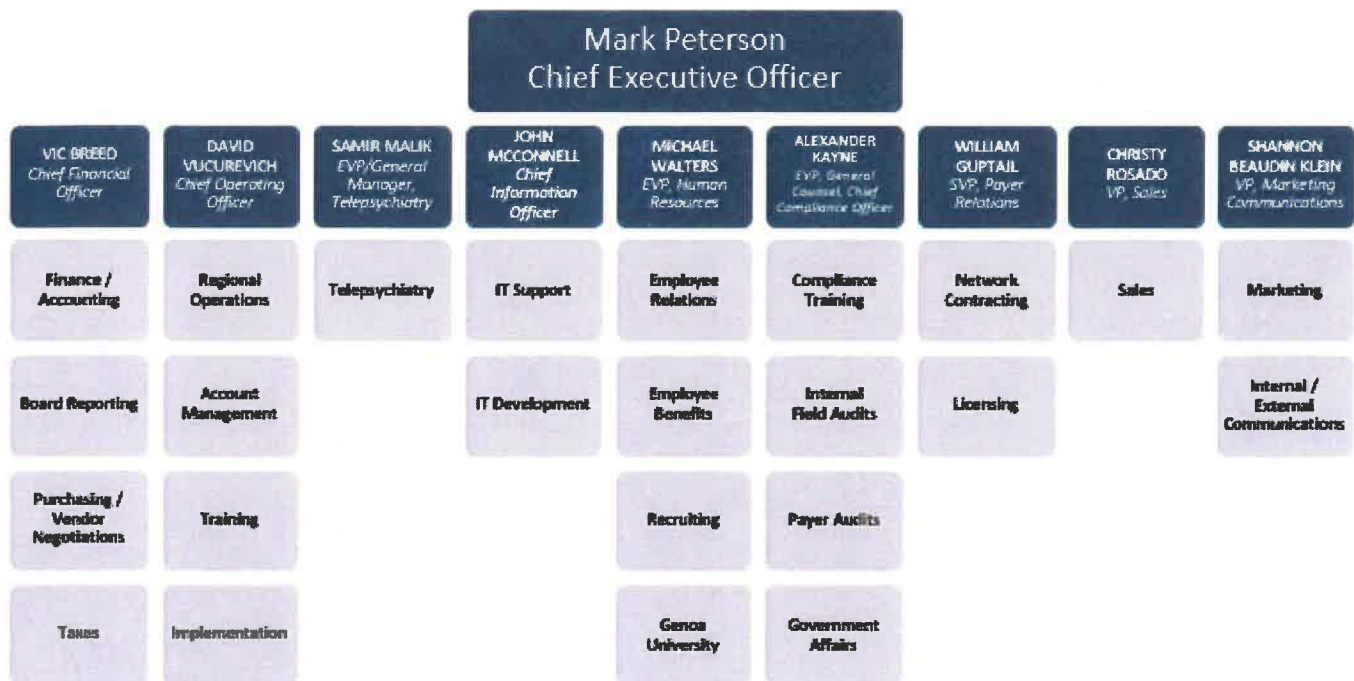 Mark Peterson
Chief Executive Officer
VIC BREED
Chief Financial
Officer
DAVID
VUCUREVICH
Chief Operating
Officer
SAMIR MALIK
EVP/General
Manager,
Telepsychiatry
JOHN
MCCONNELL
Chief
Information
Officer
MICHAEL
WALTERS
EVP, Human
Resources
ALEXANDER
KAYNE
EVP, General
Counsel, Chief
Compliance Officer
WILLIAM
GUPTAIL
SVP, Payer
Relations
CHRISTY
ROSADO
VP, Sales
SHANNON
BEAUDIN KLEIN
VP, Marketing
Communications
Finance /
Accounting
Regional
Operations
Telepsychiatry
IT Support
Employee
Relations
Compliance
Training
Network
Contracting
Sales
Marketing
Board Reporting
Account
Management
IT Development
Employee
Benefits
Internal
Field Audits
Licensing
Internal /
External
Communications
Purchasing /
Vendor
Negotiations
Training
Recruiting
Payer Audits
Taxes
Implementation
Genoa
University
Government
Affairs